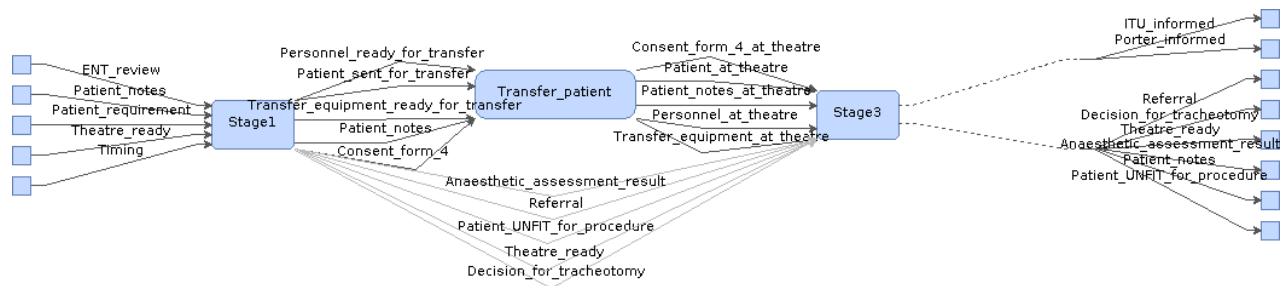 ENT_review
Patient_notes
Patient_requirement
Theatre_ready
Timing
Stage1
Personnel_ready_for_transfer
Patient_sent_for_transfer
Transfer_equipment_ready_for_transfer
Patient_notes
Consent_form_4
Transfer_patient
Consent_form_4_at_theatre
Patient_at_theatre
Patient_notes_at_theatre
Personnel_at_theatre
Transfer_equipment_at_theatre
Anaesthetic_assessment_result
Referral
Patient_UNFIT_for_procedure
Theatre_ready
Decision_for_tracheotomy
Stage3
ITU_informed
Porter_informed
Referral
Decision_for_tracheotomy
Theatre_ready
Anaesthetic_assessment_result
Patient_notes
Patient_UNFIT_for_procedure